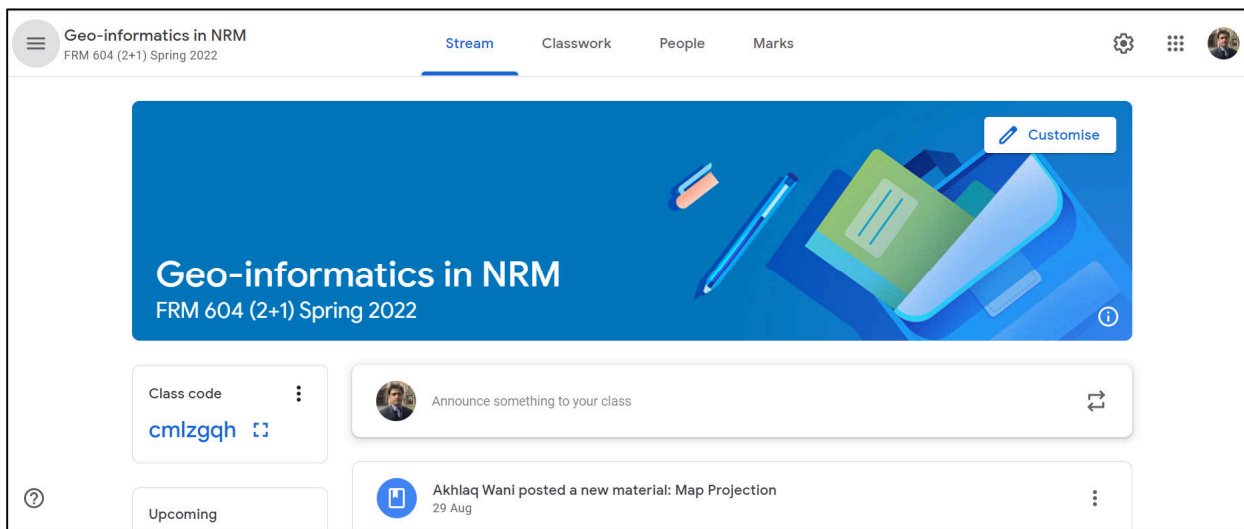 Geo-informatics in NRM
FRM 604 (2+1) Spring 2022
Stream
Classwork
People
Marks
Customise
Geo-informatics in NRM
FRM 604 (2+1) Spring 2022
Class code
cmlzgqh
Announce something to your class
Akhlaq Wani posted a new material: Map Projection
29 Aug
Upcoming